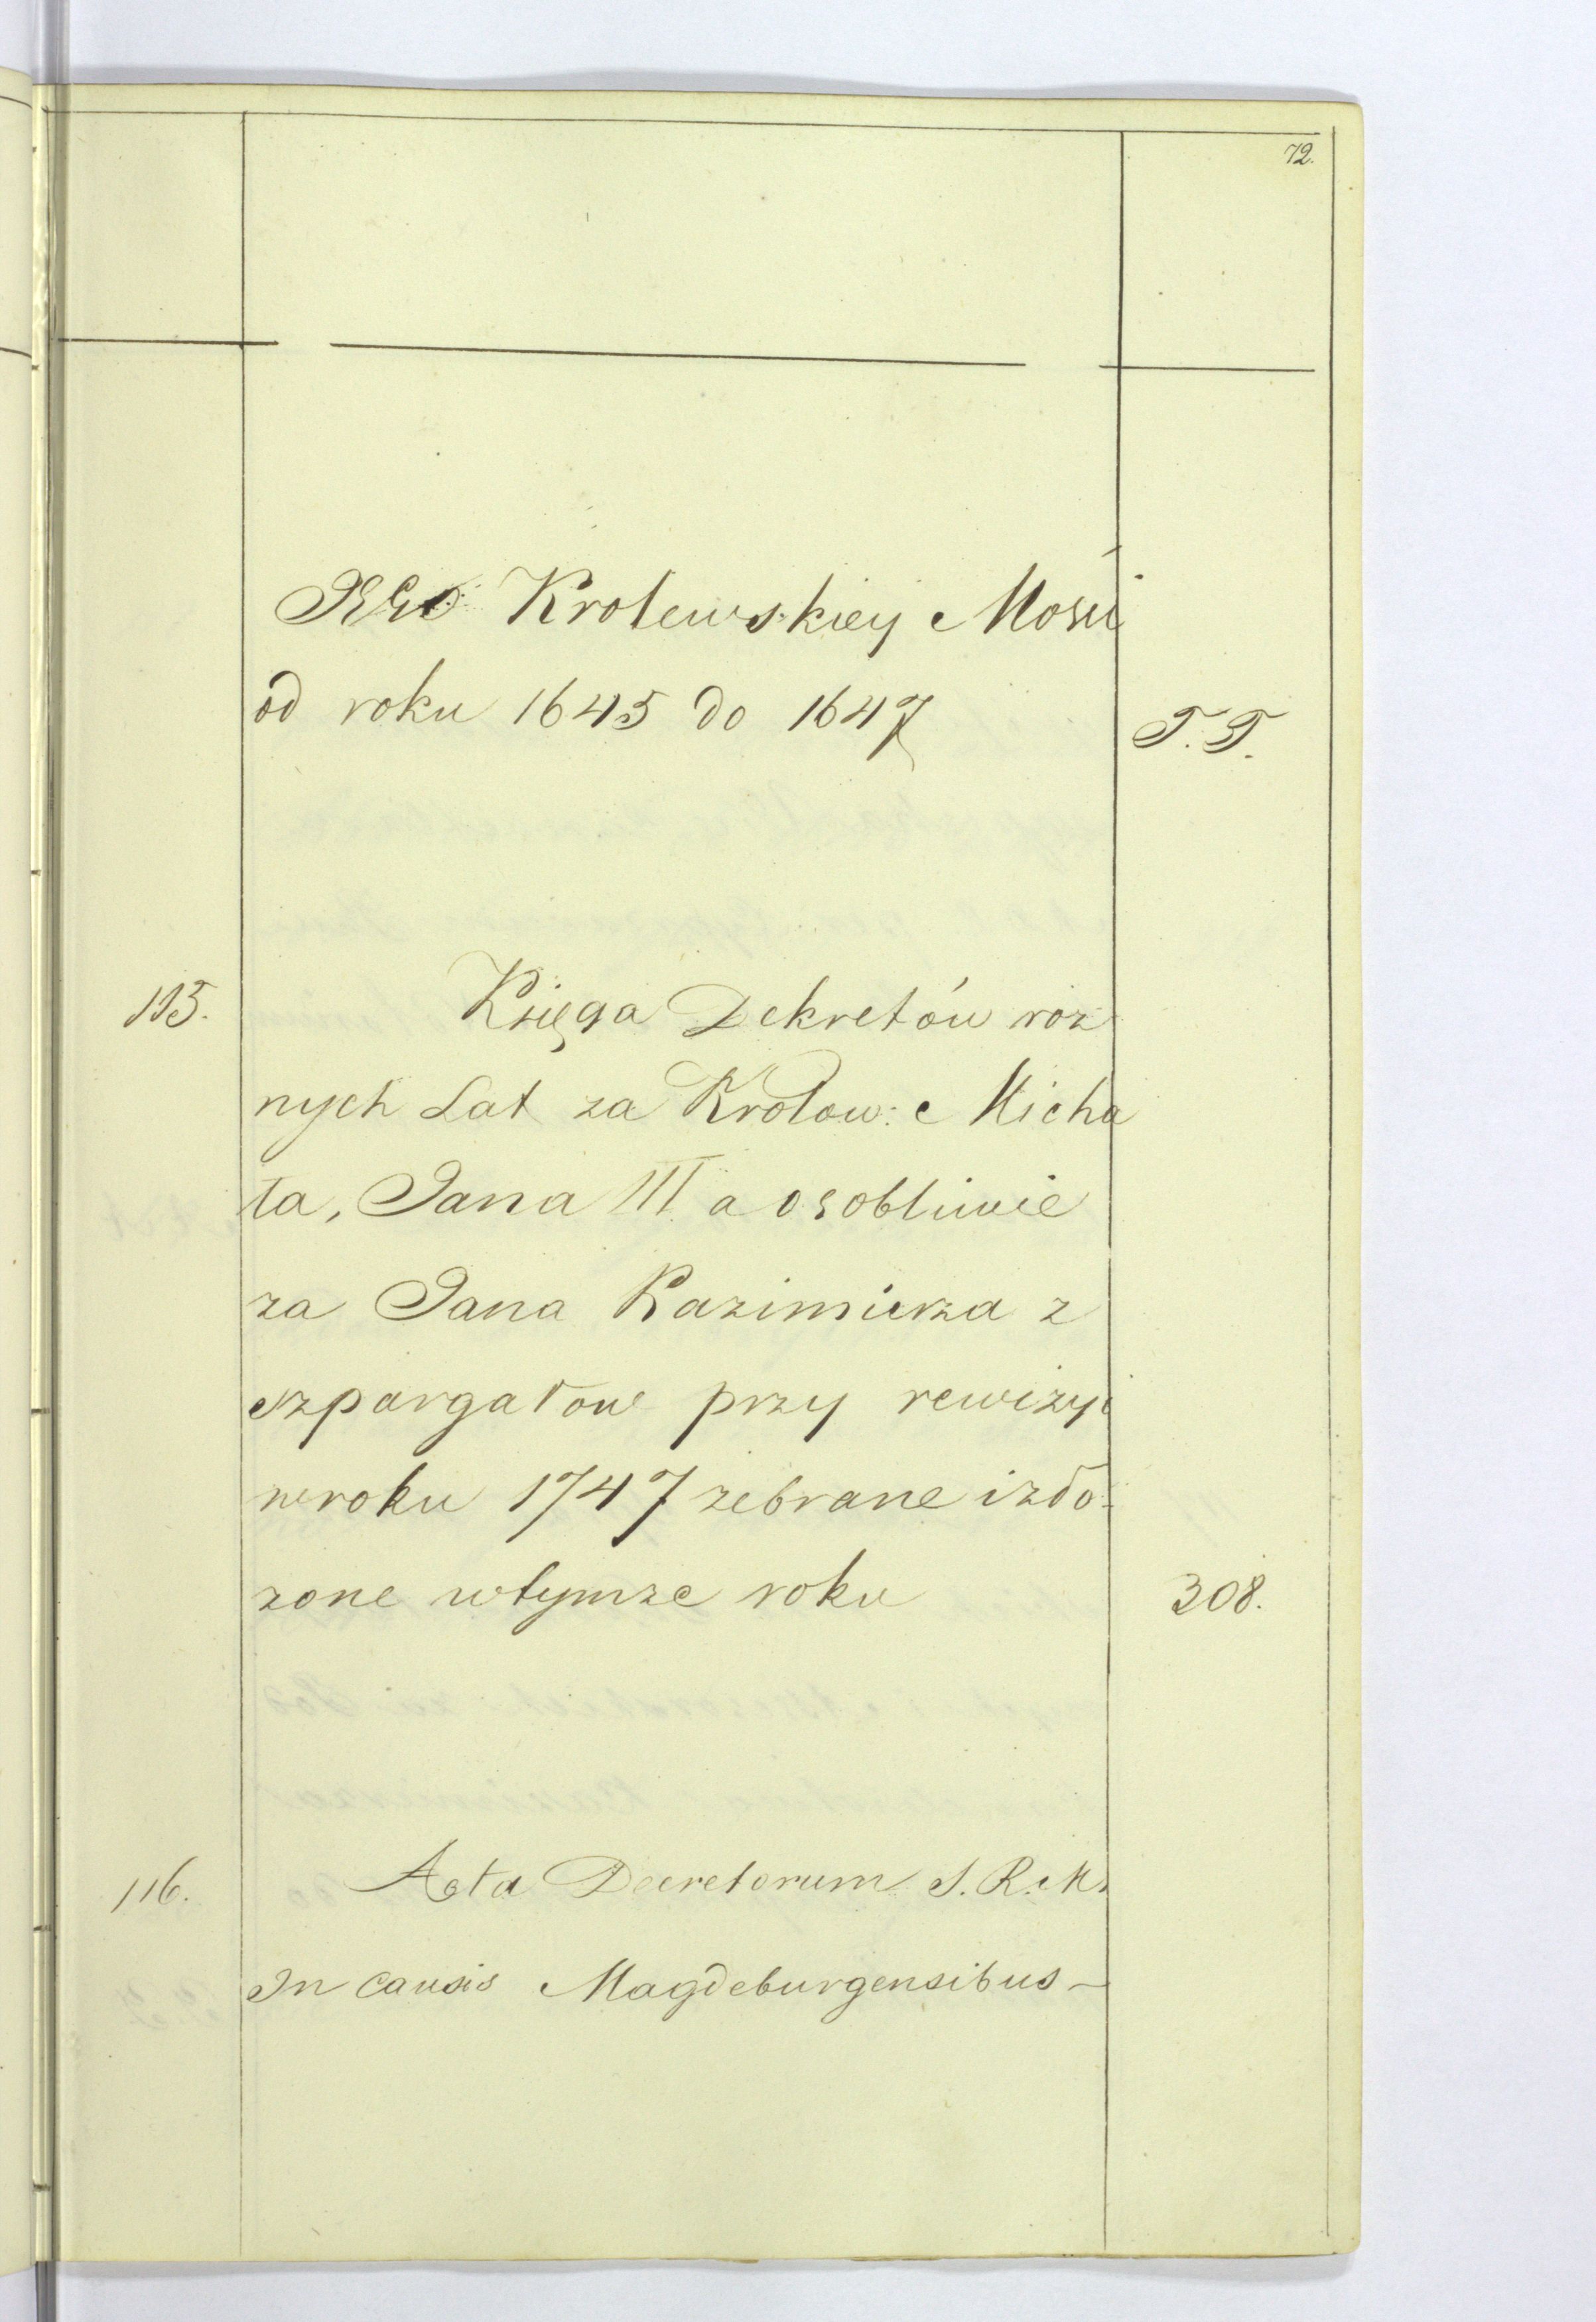 72.
JEGO Krolewskiey Mości
od roku 1645 do 1647 T. T.
115. Księga Dekretów roz
nych Lat za Krolow: Micha
ła, Jana III a osobliwie
za Jana Kazimierza z
szpargałow przy rewizyi
wroku 1747 zebrane izło-
zone wtymze roku 308.
116. Acta Decretorum S. R. M.
In causis Magdeburgensibus –